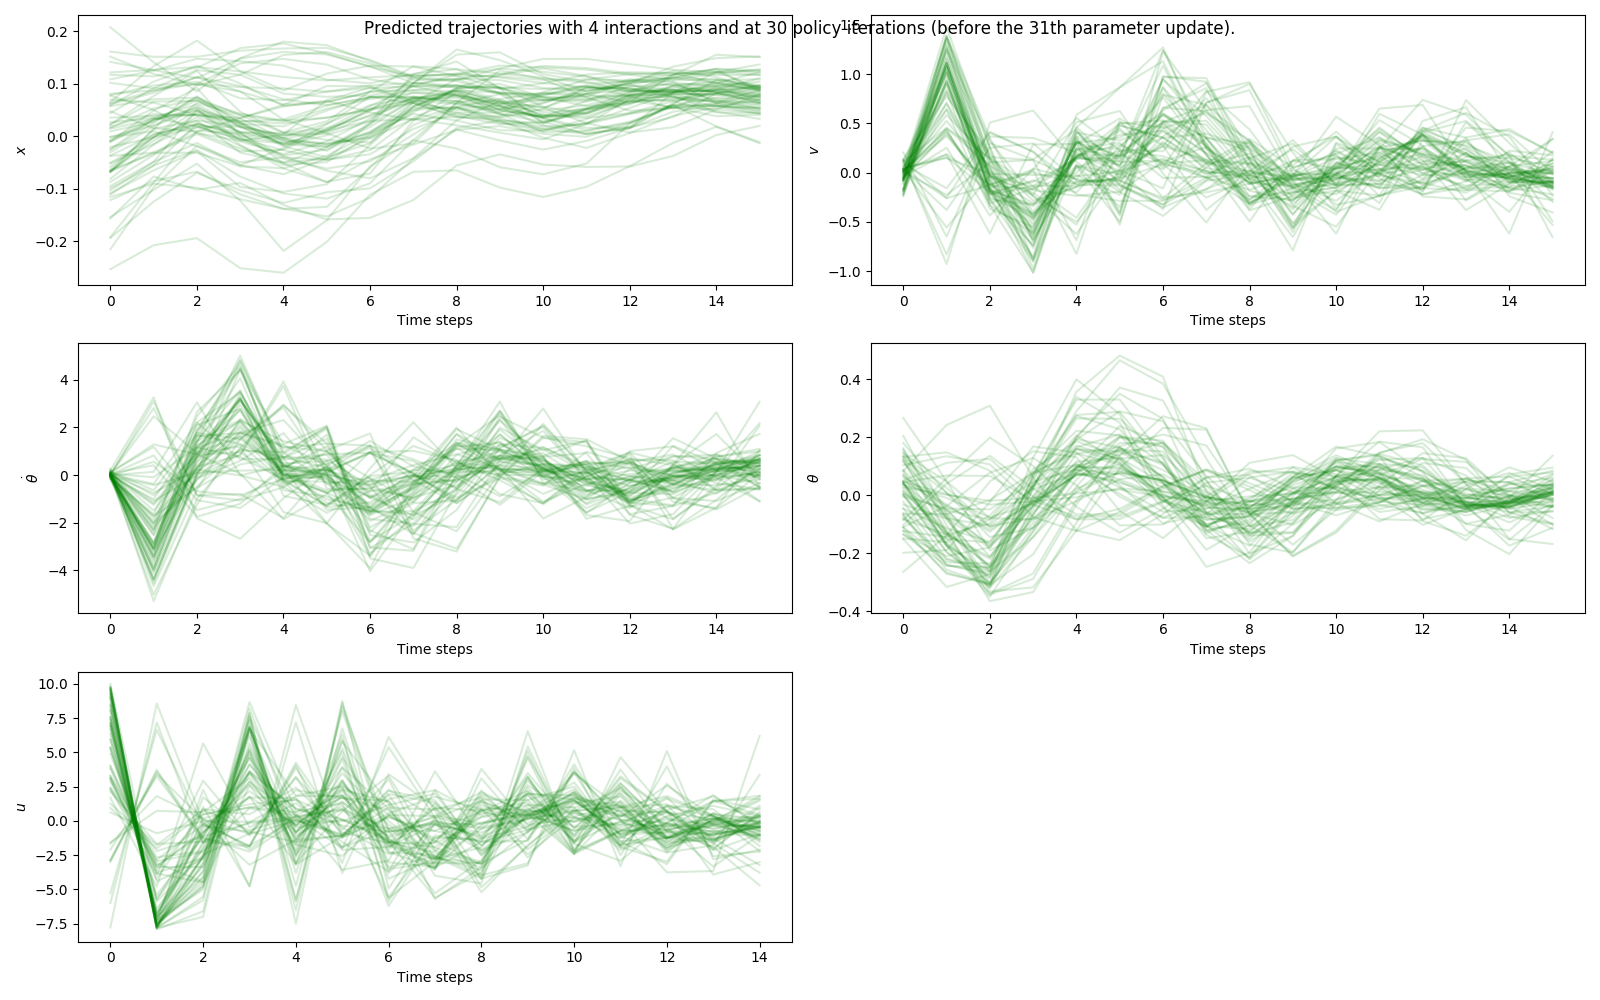 Predicted trajectories with 4 interactions and at 30 policy iterations (before the 31th parameter update).
0.2
0.1
0.0
−0.1
−0.2
x
0 2 4 6 8 10 12 14
Time steps
1.5
1.0
0.5
0.0
−0.5
−1.0
v
0 2 4 6 8 10 12 14
Time steps
4
2
0
−2
−4
θ̇
0 2 4 6 8 10 12 14
Time steps
0.4
0.2
0.0
−0.2
−0.4
θ
0 2 4 6 8 10 12 14
Time steps
10.0
7.5
5.0
2.5
0.0
−2.5
−5.0
−7.5
u
0 2 4 6 8 10 12 14
Time steps